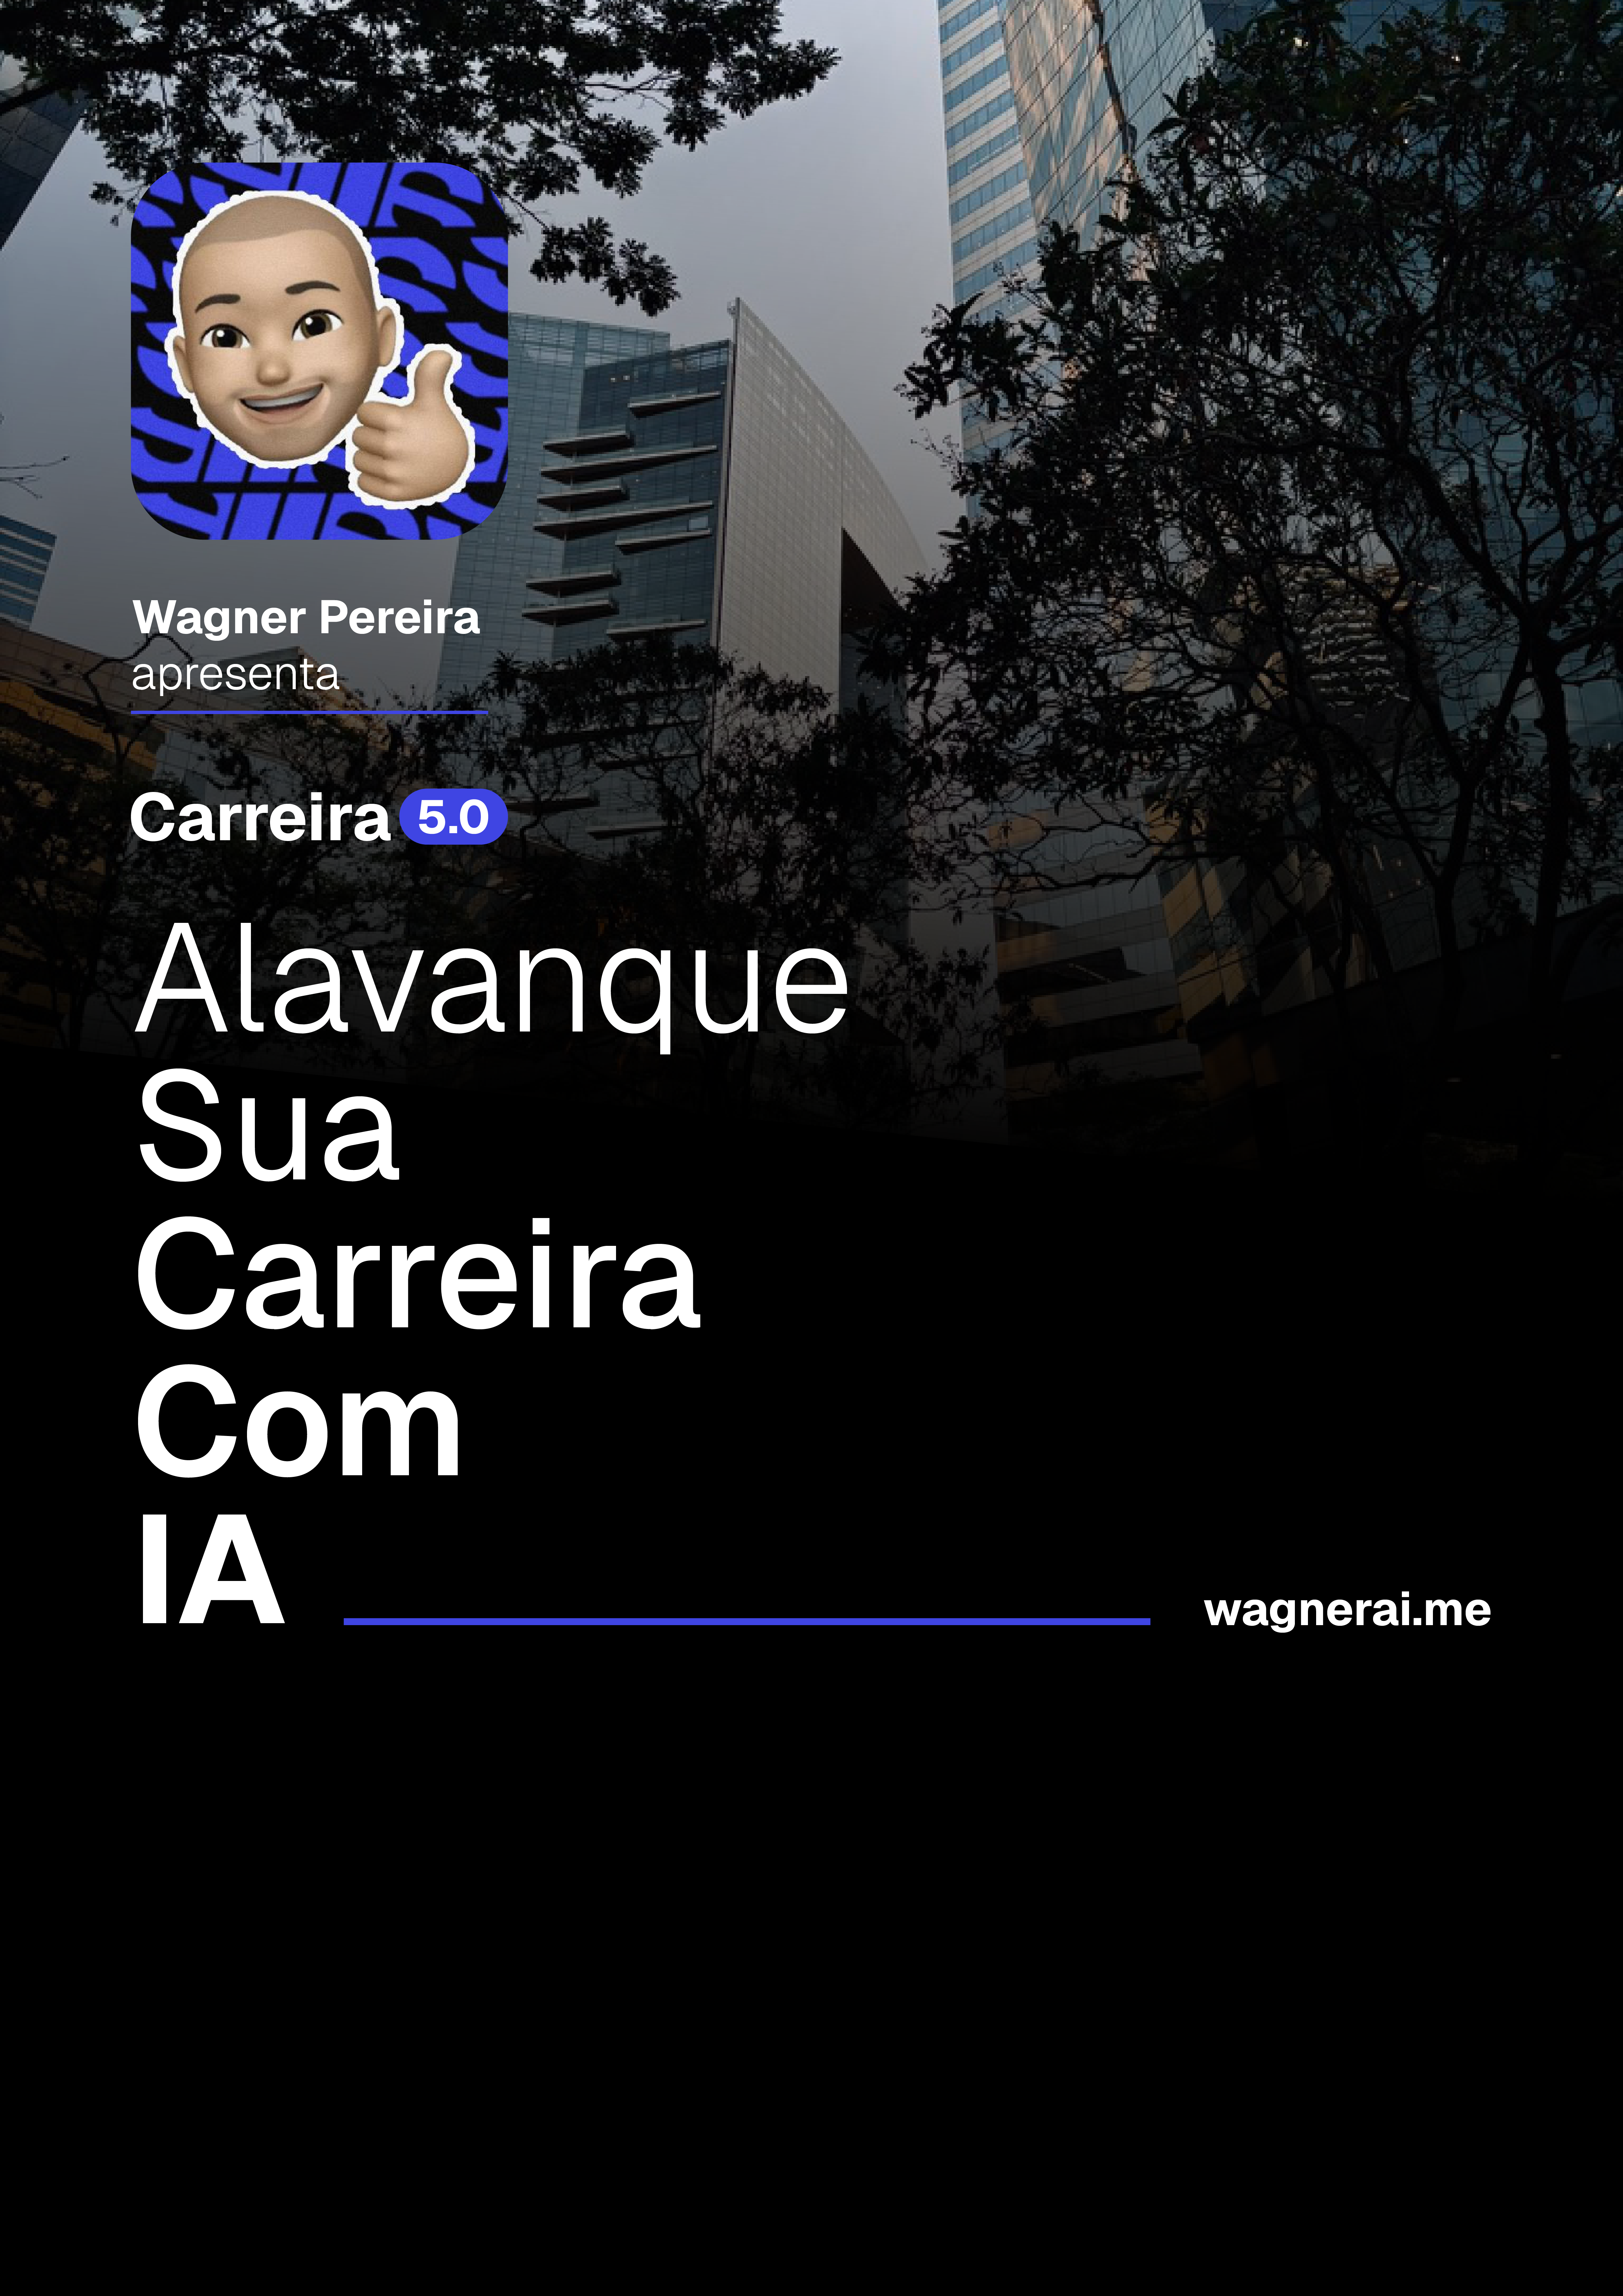 Wagner Pereira
apresenta
Carreira 5.0
Alavanque
Sua
Carreira
Com
IA
wagnerai.me